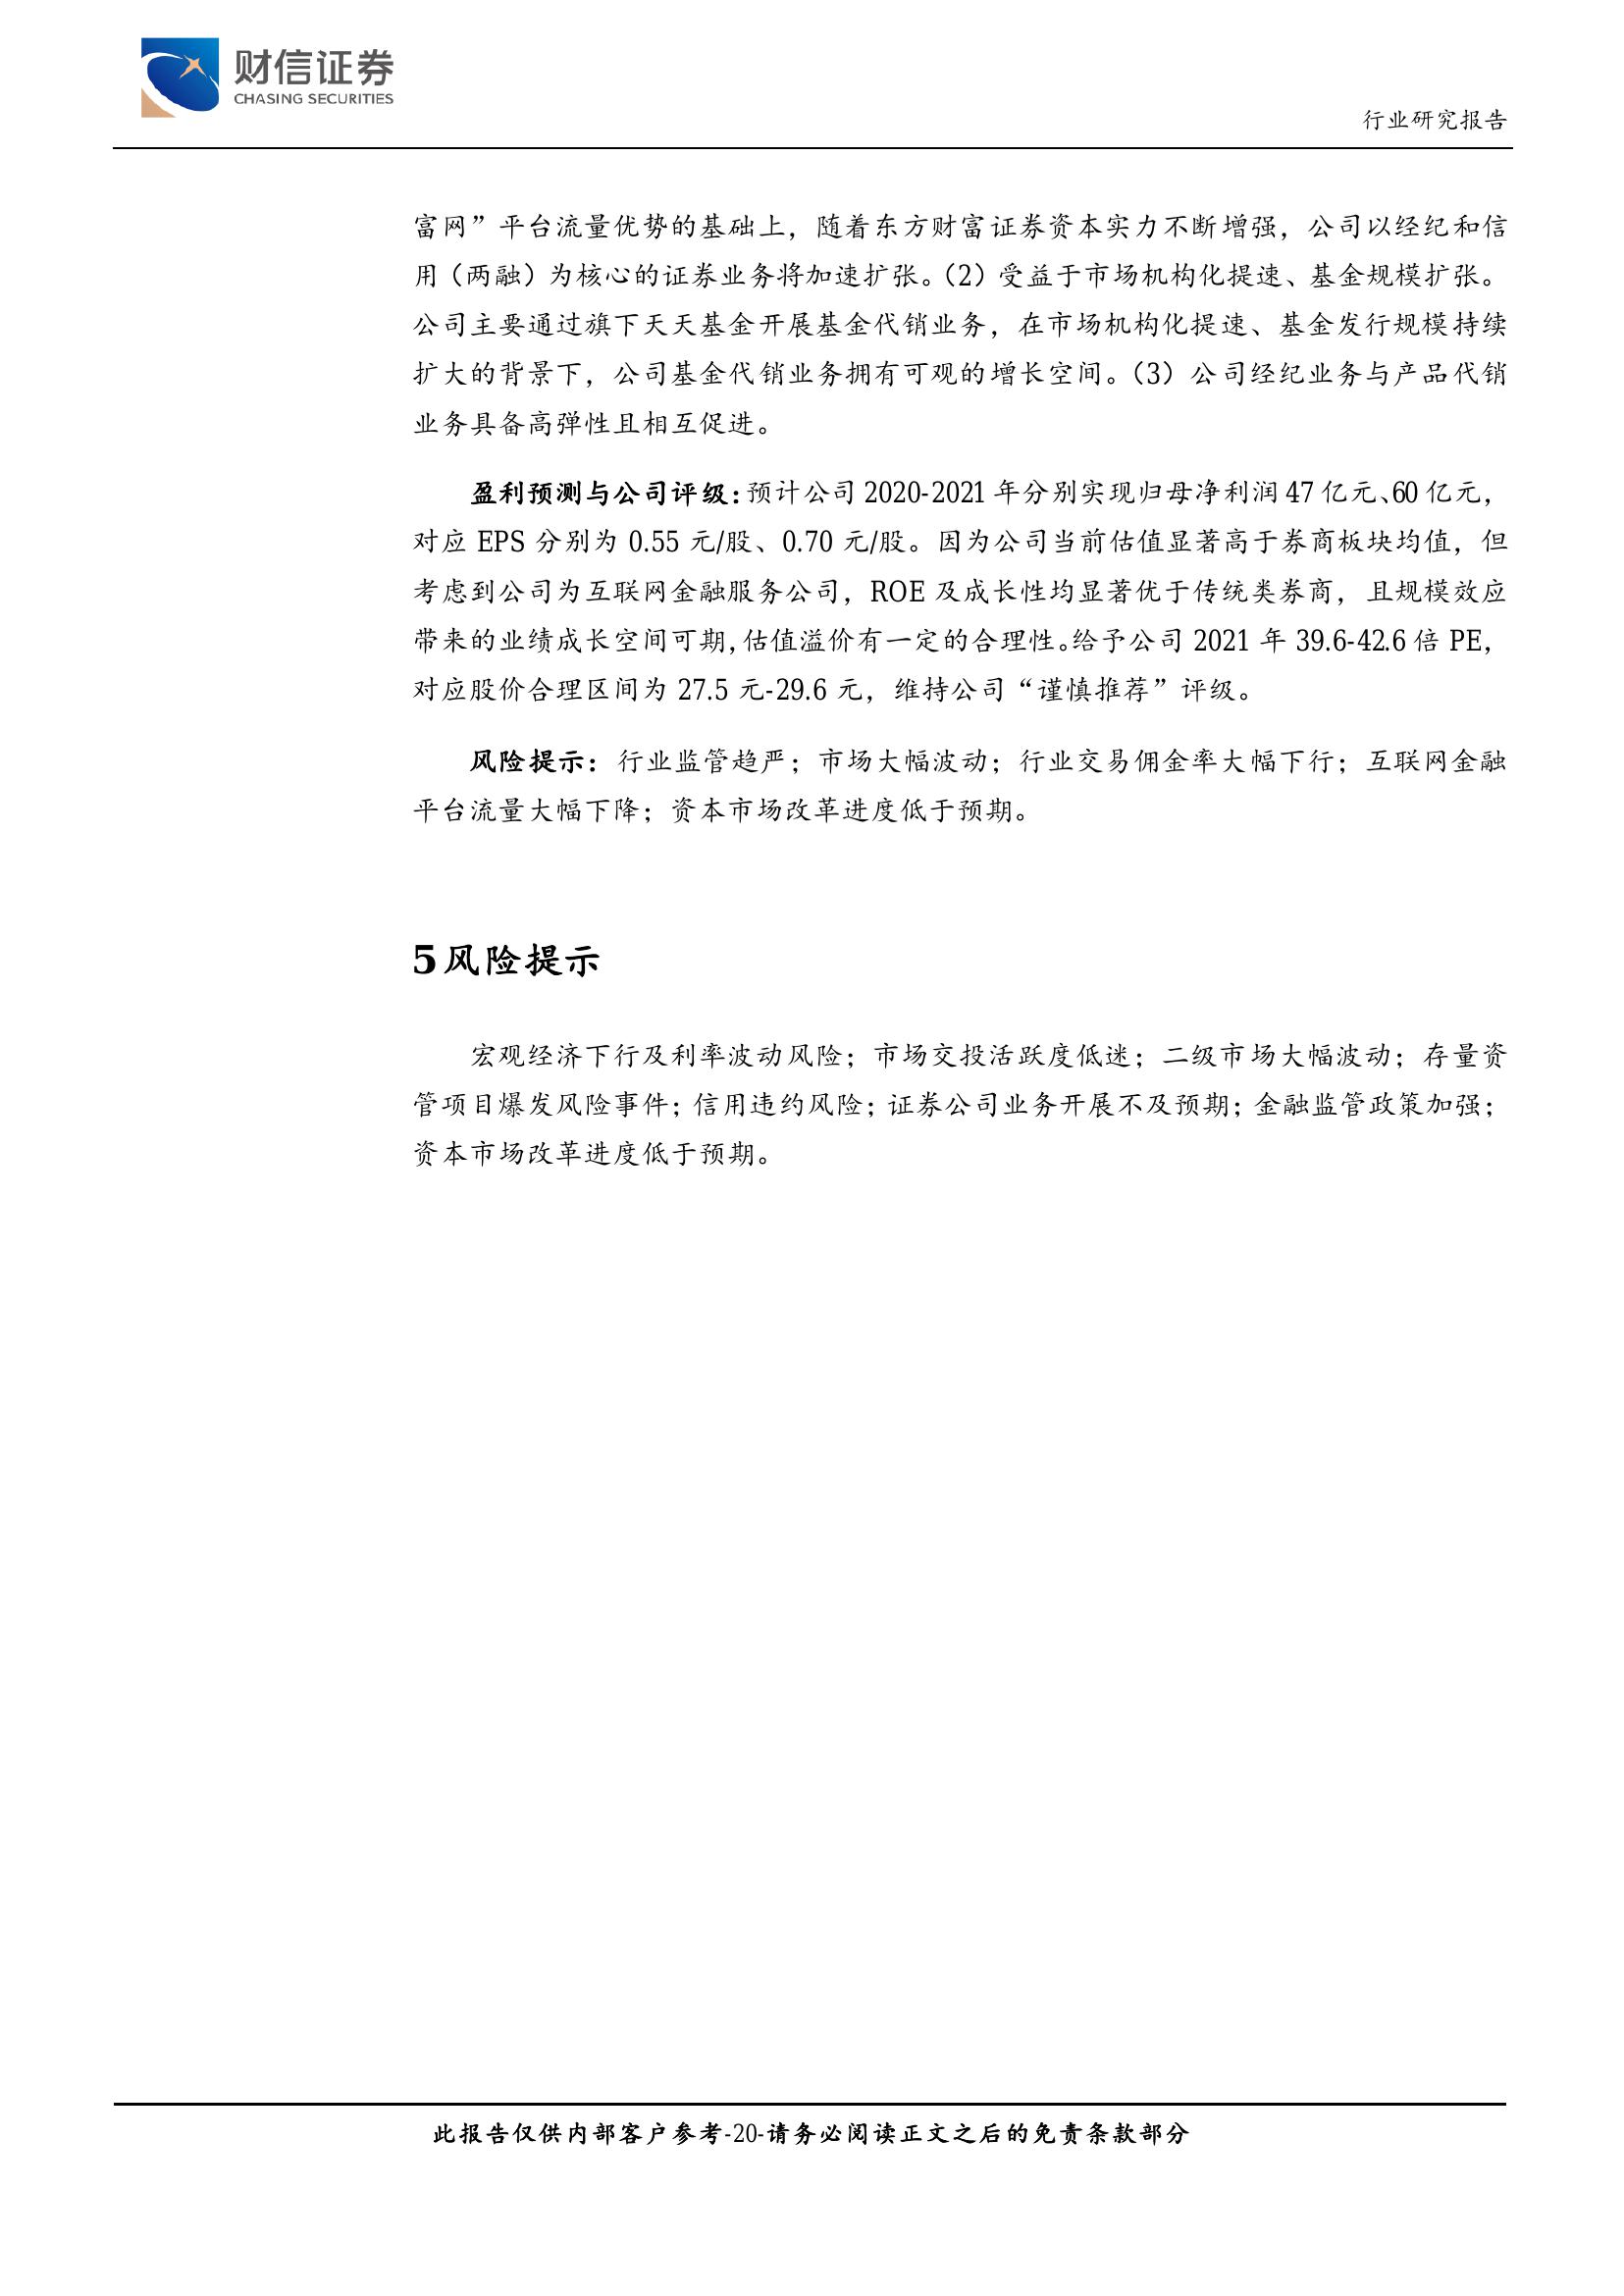 财信证券
CHASING SECURITIES
行业研究报告
富网”平台流量优势的基础上，随着东方财富证券资本实力不断增强，公司以经纪和信
用（两融）为核心的证券业务将加速扩张。（2）受益于市场机构化提速、基金规模扩张。
公司主要通过旗下天天基金开展基金代销业务，在市场机构化提速、基金发行规模持续
扩大的背景下，公司基金代销业务拥有可观的增长空间。（3）公司经纪业务与产品代销
业务具备高弹性且相互促进。
盈利预测与公司评级：预计公司 2020-2021 年分别实现归母净利润 47 亿元、60 亿元，
对应 EPS 分别为 0.55 元/股、0.70 元/股。因为公司当前估值显著高于券商板块均值，但
考虑到公司为互联网金融服务公司，ROE 及成长性均显著优于传统类券商，且规模效应
带来的业绩成长空间可期，估值溢价有一定的合理性。给予公司 2021 年 39.6-42.6 倍 PE，
对应股价合理区间为 27.5 元-29.6 元，维持公司“谨慎推荐”评级。
风险提示：行业监管趋严；市场大幅波动；行业交易佣金率大幅下行；互联网金融
平台流量大幅下降；资本市场改革进度低于预期。
5 风险提示
宏观经济下行及利率波动风险；市场交投活跃度低迷；二级市场大幅波动；存量资
管项目爆发风险事件；信用违约风险；证券公司业务开展不及预期；金融监管政策加强；
资本市场改革进度低于预期。
此报告仅供内部客户参考-20-请务必阅读正文之后的免责条款部分